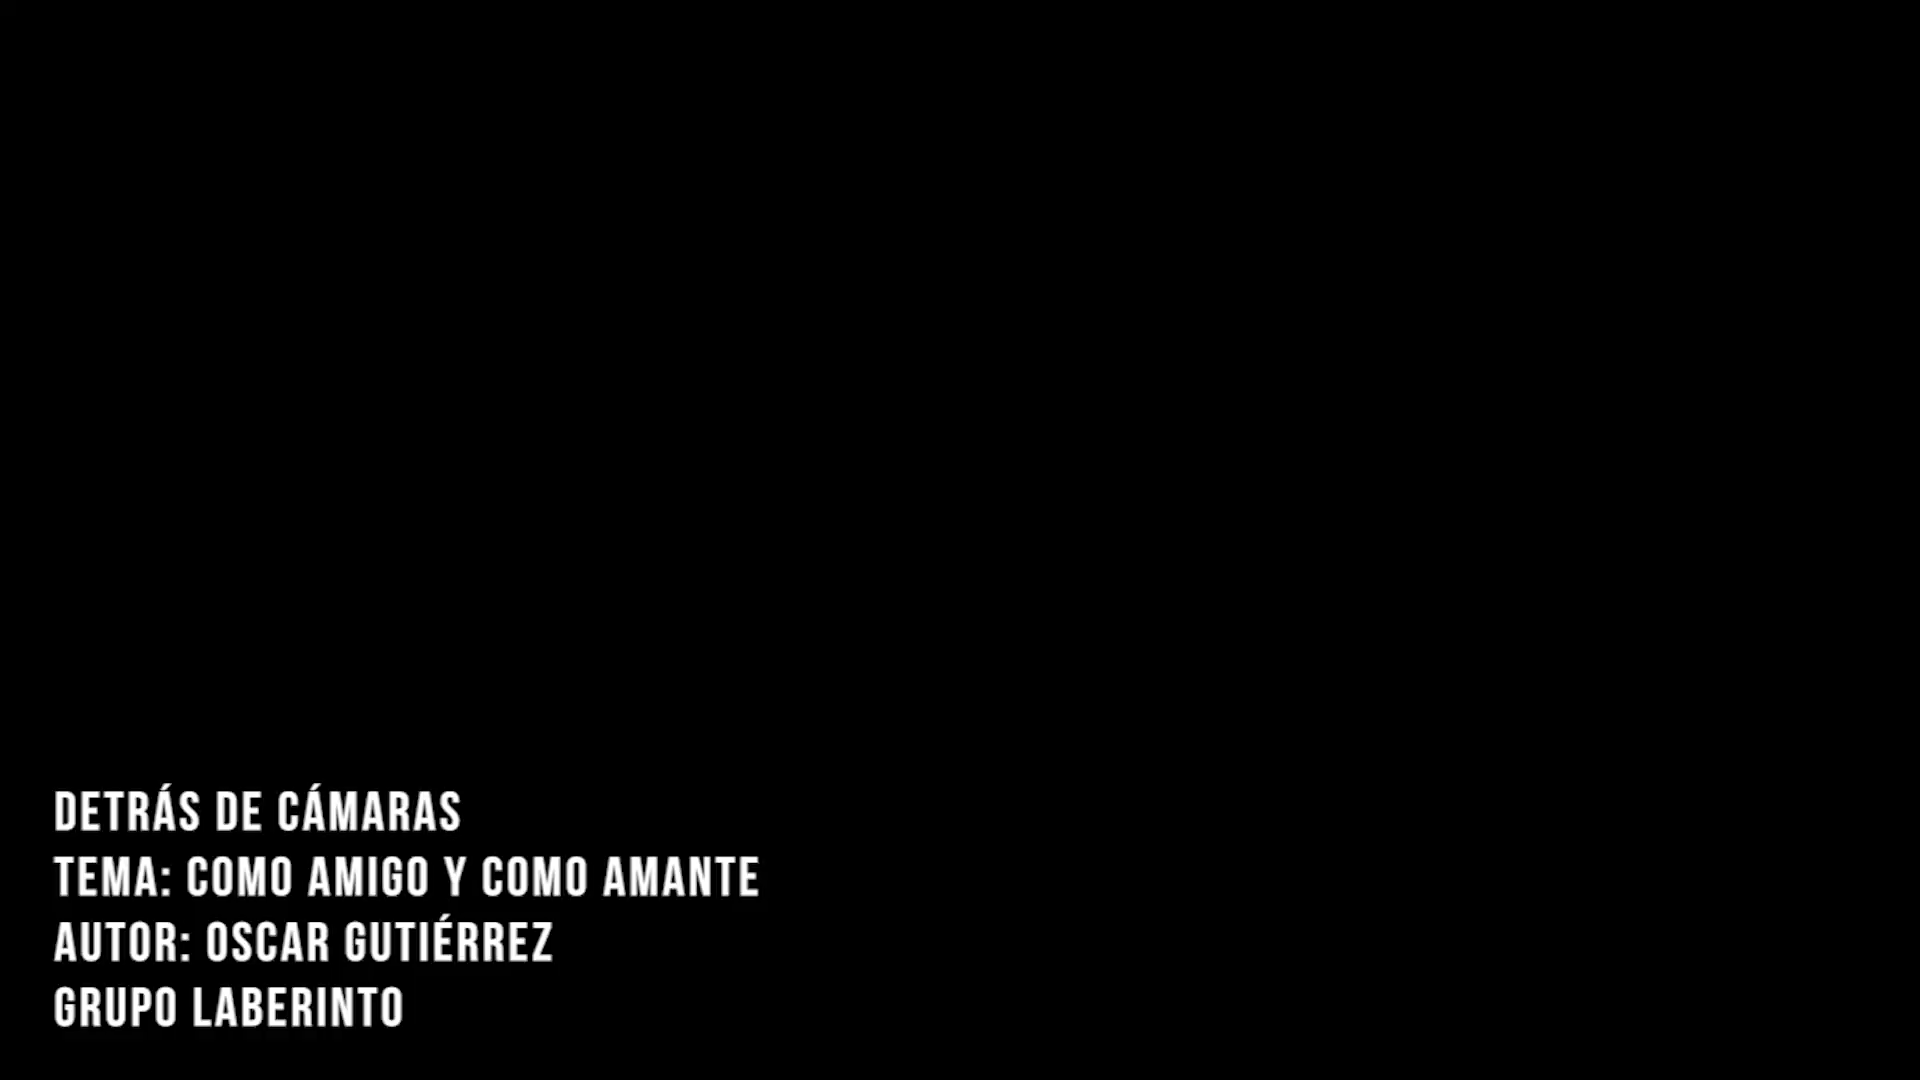 DETRÁS DE CÁMARAS
TEMA: COMO AMIGO Y COMO AMANTE
AUTOR: OSCAR GUTIÉRREZ
GRUPO LABERINTO